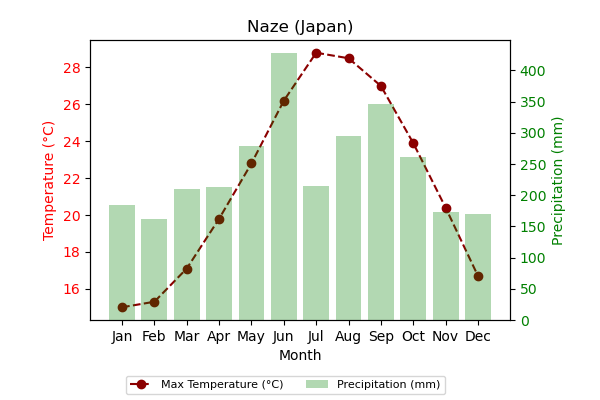 Naze (Japan)
28
26
24
22
20
18
16
Temperature (°C)
400
350
300
250
200
150
100
50
0
Precipitation (mm)
Jan Feb Mar Apr May Jun Jul Aug Sep Oct Nov Dec
Month
Max Temperature (°C) Precipitation (mm)